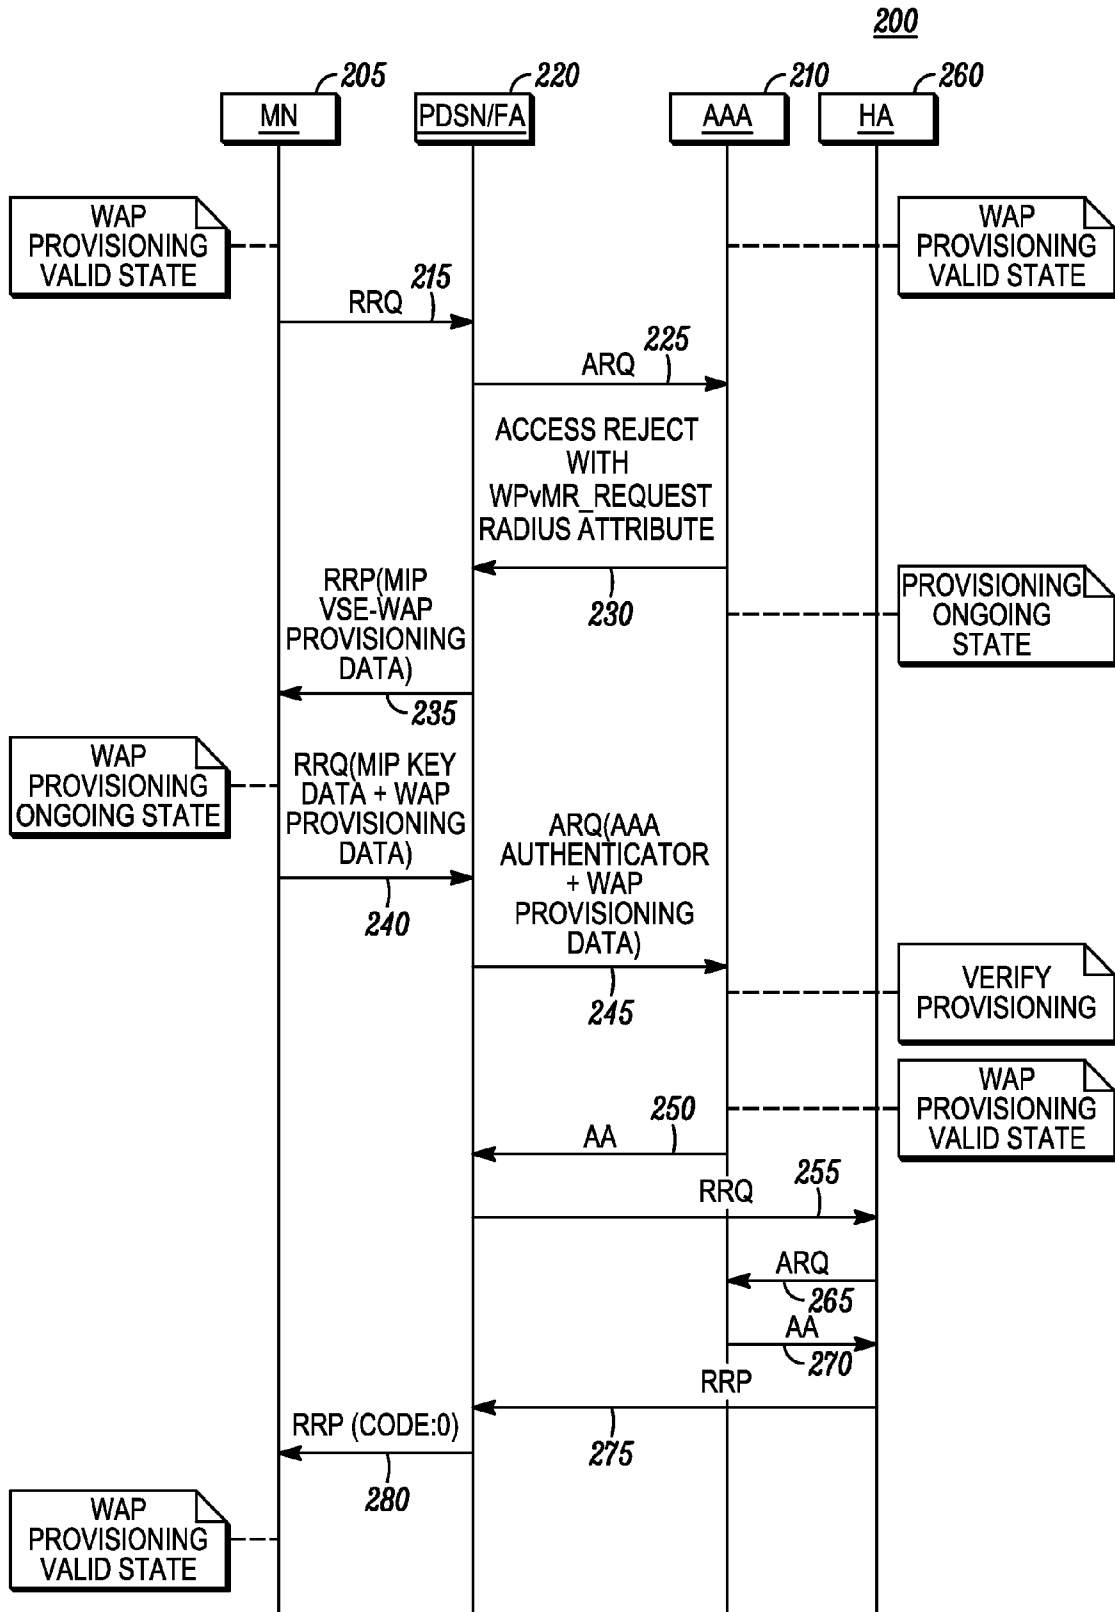 200
205
220
210
260
MN
PDSN/FA
AAA
HA
WAP
PROVISIONING
VALID STATE
WAP
PROVISIONING
VALID STATE
215
RRQ
225
ARQ
ACCESS REJECT
WITH
WPvMR_REQUEST
RADIUS ATTRIBUTE
230
RRP(MIP
VSE-WAP
PROVISIONING
DATA)
235
PROVISIONING
ONGOING
STATE
WAP
PROVISIONING
ONGOING STATE
RRQ(MIP KEY
DATA + WAP
PROVISIONING
DATA)
240
ARQ(AAA
AUTHENTICATOR
+ WAP
PROVISIONING
DATA)
245
VERIFY
PROVISIONING
WAP
PROVISIONING
VALID STATE
250
AA
255
RRQ
ARQ
265
AA
270
RRP
275
RRP (CODE:0)
280
WAP
PROVISIONING
VALID STATE